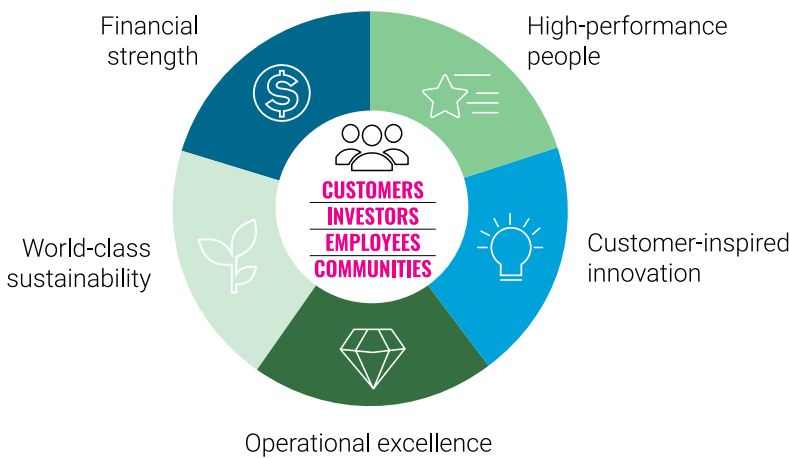 Financial
strength
High-performance
people
$
CUSTOMERS
INVESTORS
EMPLOYEES
COMMUNITIES
World-class
sustainability
Customer-inspired
innovation
Operational excellence